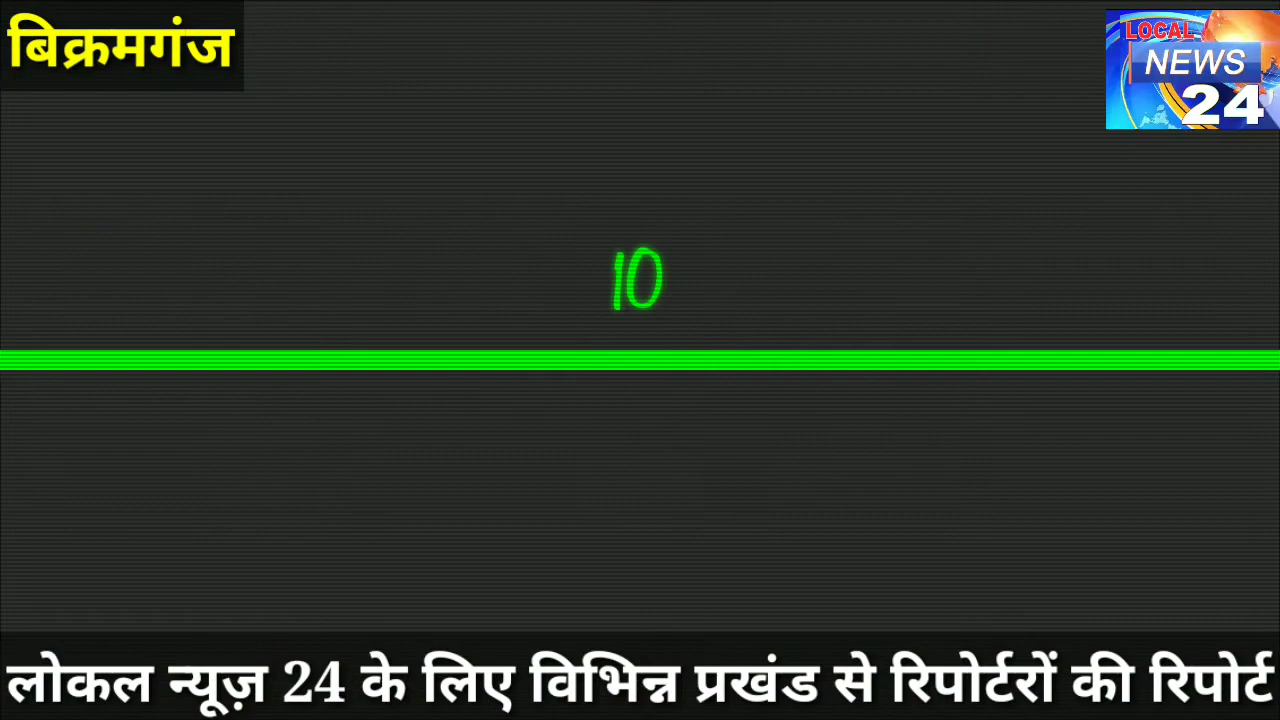 बिक्रमगंज
LOCAL
NEWS
24
10
लोकल न्यूज़ 24 के लिए विभिन्न प्रखंड से रिपोर्टरों की रिपोर्ट